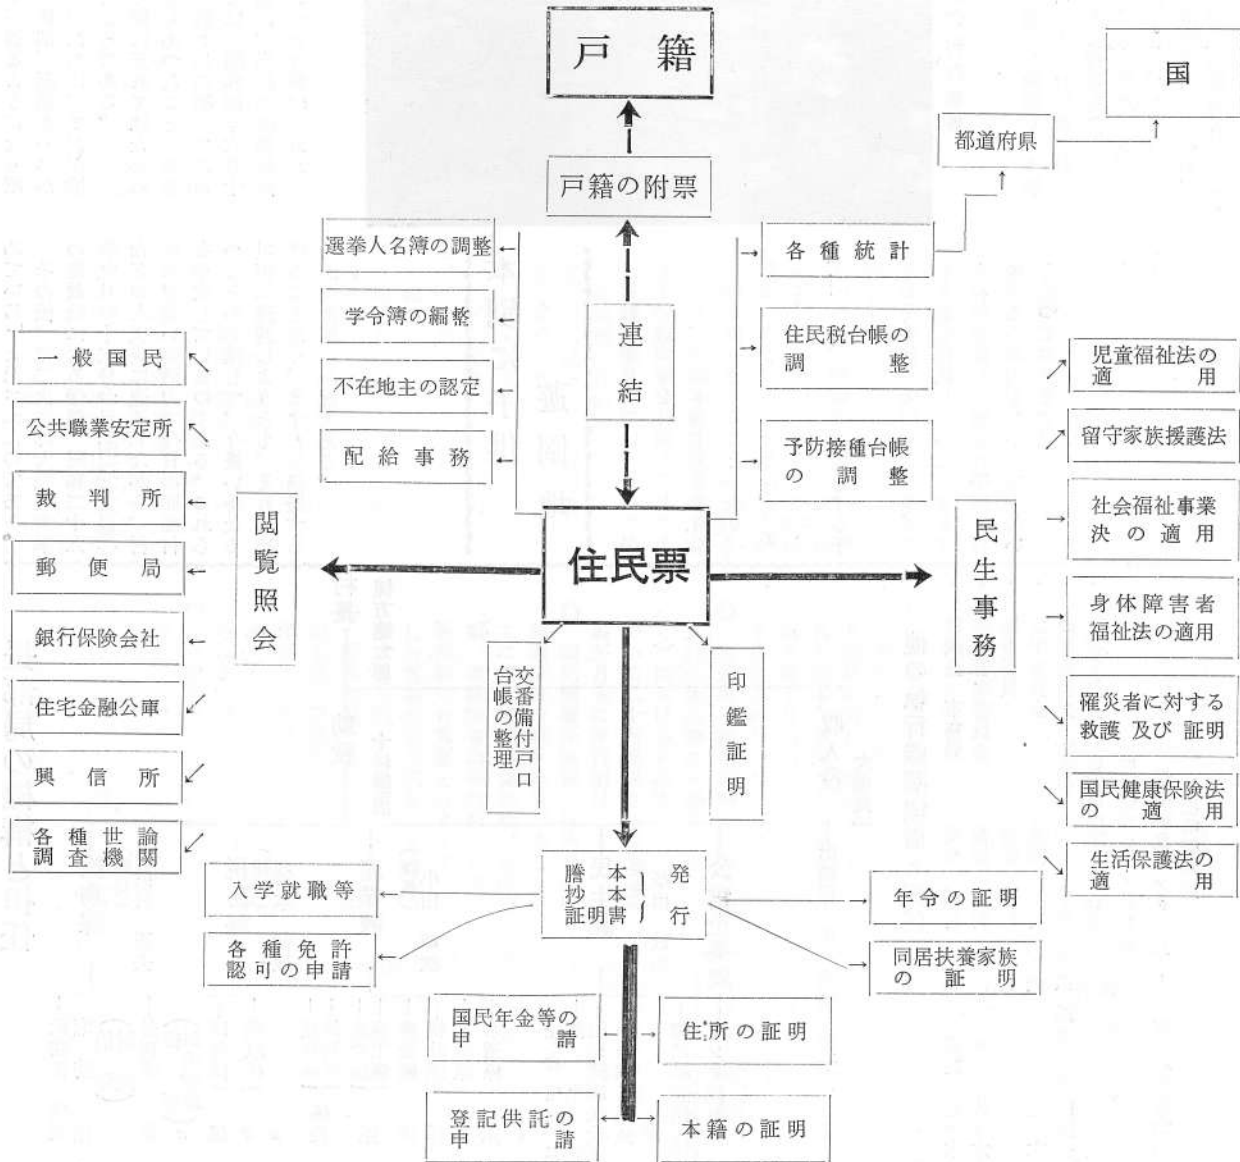 戸籍
国
都道府県
戸籍の附票
選挙人名簿の調整
学令簿の編整
不在地主の認定
配給事務
連結
各種統計
住民税台帳の
調整
予防接種台帳
の調整
一般国民
公共職業安定所
裁判所
郵便局
銀行保険会社
住宅金融公庫
興信所
各種世論
調査機関
閲覧照会
住民票
民生事務
児童福祉法の
適用
留守家族援護法
社会福祉事業
決の適用
身体障害者
福祉法の適用
罹災者に対する
救護及び証明
国民健康保険法
の適用
生活保護法の
適用
交番備付戸口
台帳の整理
印鑑証明
謄本
抄本
証明書
発行
入学就職等
各種免許
認可の申請
年令の証明
同居扶養家族
の証明
国民年金等の
申請
住所の証明
登記供託の
申請
本籍の証明